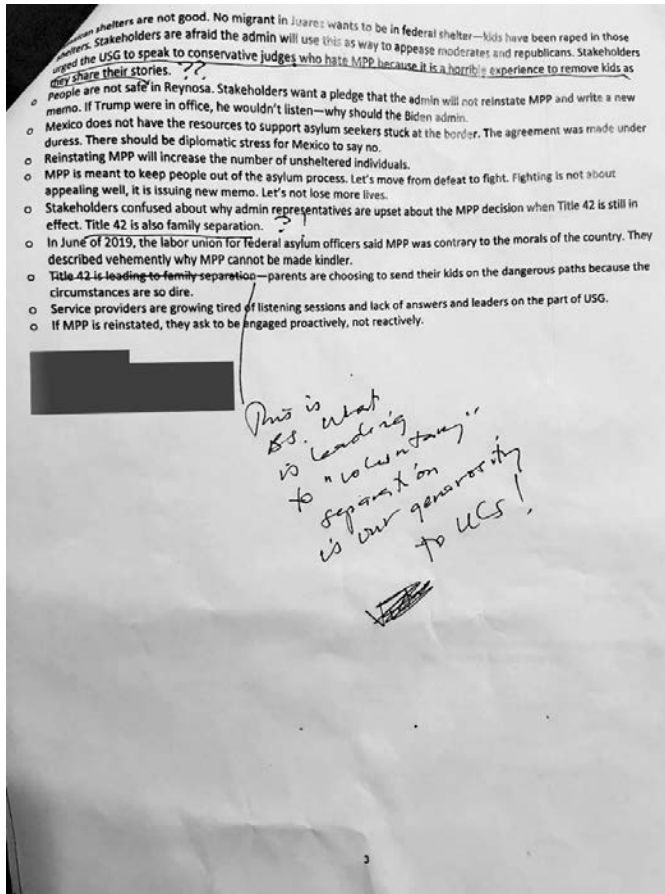 shelters are not good. No migrant in Juarez wants to be in federal shelter—kids have been raped in those
shelters. Stakeholders are afraid the admin will use this as way to appease moderates and republicans. Stakeholders
urged the USG to speak to conservative judges who hate MPP because it is a horrible experience to remove kids as
they share their stories. ??
o People are not safe in Reynosa. Stakeholders want a pledge that the admin will not reinstate MPP and write a new
memo. If Trump were in office, he wouldn't listen—why should the Biden admin.
o Mexico does not have the resources to support asylum seekers stuck at the border. The agreement was made under
duress. There should be diplomatic stress for Mexico to say no.
o Reinstating MPP will increase the number of unsheltered individuals.
o MPP is meant to keep people out of the asylum process. Let's move from defeat to fight. Fighting is not about
appealing well, it is issuing new memo. Let's not lose more lives.
o Stakeholders confused about why admin representatives are upset about the MPP decision when Title 42 is still in
effect. Title 42 is also family separation. ?!
o In June of 2019, the labor union for federal asylum officers said MPP was contrary to the morals of the country. They
described vehemently why MPP cannot be made kindler.
o Title 42 is leading to family separation—parents are choosing to send their kids on the dangerous paths because the
circumstances are so dire.
o Service providers are growing tired of listening sessions and lack of answers and leaders on the part of USG.
o If MPP is reinstated, they ask to be engaged proactively, not reactively.
This is
BS. What
is leading
to "voluntary"
separation
is our generosity
to UCs!
3